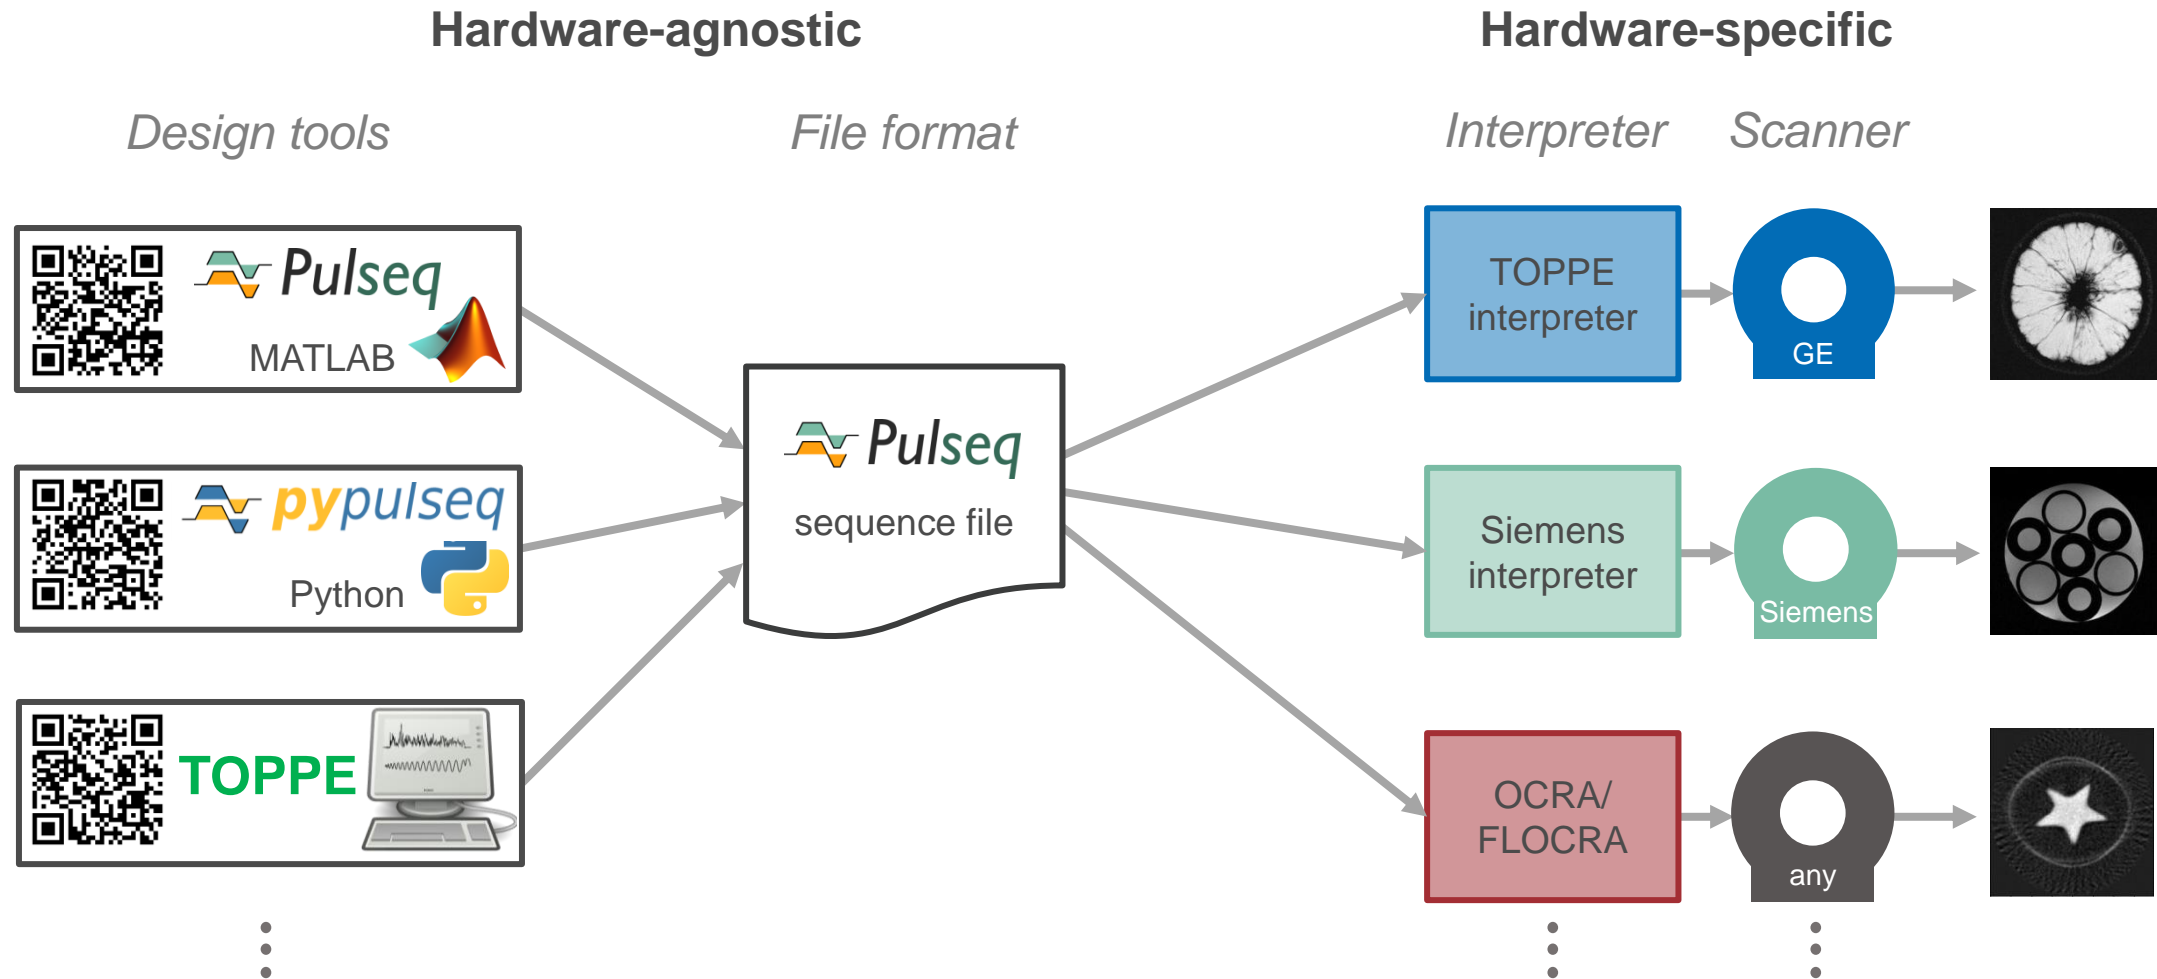 Hardware-agnostic
Hardware-specific
Design tools
File format
Interpreter
Scanner
Pulseq
MATLAB
pypulseq
Python
TOPPE
Pulseq
sequence file
TOPPE
interpreter
GE
Siemens
interpreter
Siemens
OCRA/
FLOCRA
any